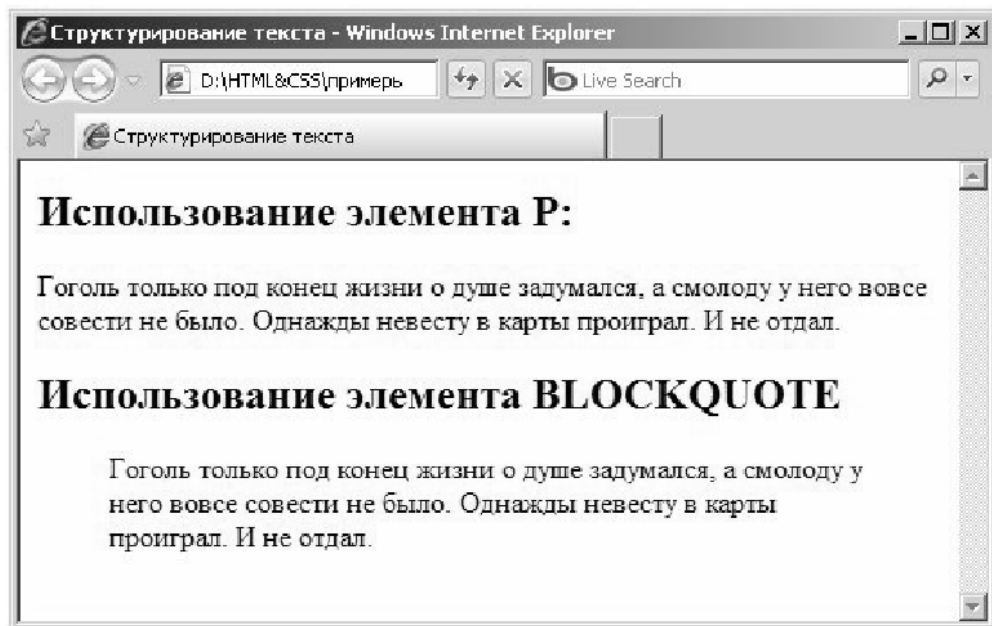 Структурирование текста - Windows Internet Explorer
D:\HTML&CSS\примеры
Live Search
Структурирование текста
Использование элемента P:
Гоголь только под конец жизни о душе задумался, а смолоду у него вовсе
совести не было. Однажды невесту в карты проиграл. И не отдал.
Использование элемента BLOCKQUOTE
Гоголь только под конец жизни о душе задумался, а смолоду у
него вовсе совести не было. Однажды невесту в карты
проиграл. И не отдал.